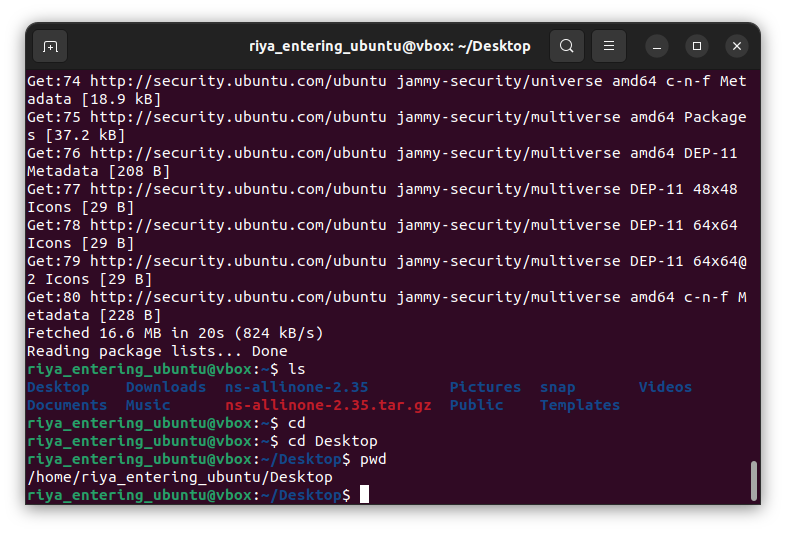 riya_entering_ubuntu@vbox: ~/Desktop
Get:74 http://security.ubuntu.com/ubuntu jammy-security/universe amd64 c-n-f Met
adata [18.9 kB]
Get:75 http://security.ubuntu.com/ubuntu jammy-security/multiverse amd64 Package
s [37.2 kB]
Get:76 http://security.ubuntu.com/ubuntu jammy-security/multiverse amd64 DEP-11
Metadata [208 B]
Get:77 http://security.ubuntu.com/ubuntu jammy-security/multiverse DEP-11 48x48
Icons [29 B]
Get:78 http://security.ubuntu.com/ubuntu jammy-security/multiverse DEP-11 64x64
Icons [29 B]
Get:79 http://security.ubuntu.com/ubuntu jammy-security/multiverse DEP-11 64x64@
2 Icons [29 B]
Get:80 http://security.ubuntu.com/ubuntu jammy-security/multiverse amd64 c-n-f M
etadata [228 B]
Fetched 16.6 MB in 20s (824 kB/s)
Reading package lists... Done
riya_entering_ubuntu@vbox:~$ ls
Desktop    Downloads  ns-allinone-2.35         Pictures  snap       Videos
Documents  Music      ns-allinone-2.35.tar.gz  Public    Templates
riya_entering_ubuntu@vbox:~$ cd
riya_entering_ubuntu@vbox:~$ cd Desktop
riya_entering_ubuntu@vbox:~/Desktop$ pwd
/home/riya_entering_ubuntu/Desktop
riya_entering_ubuntu@vbox:~/Desktop$